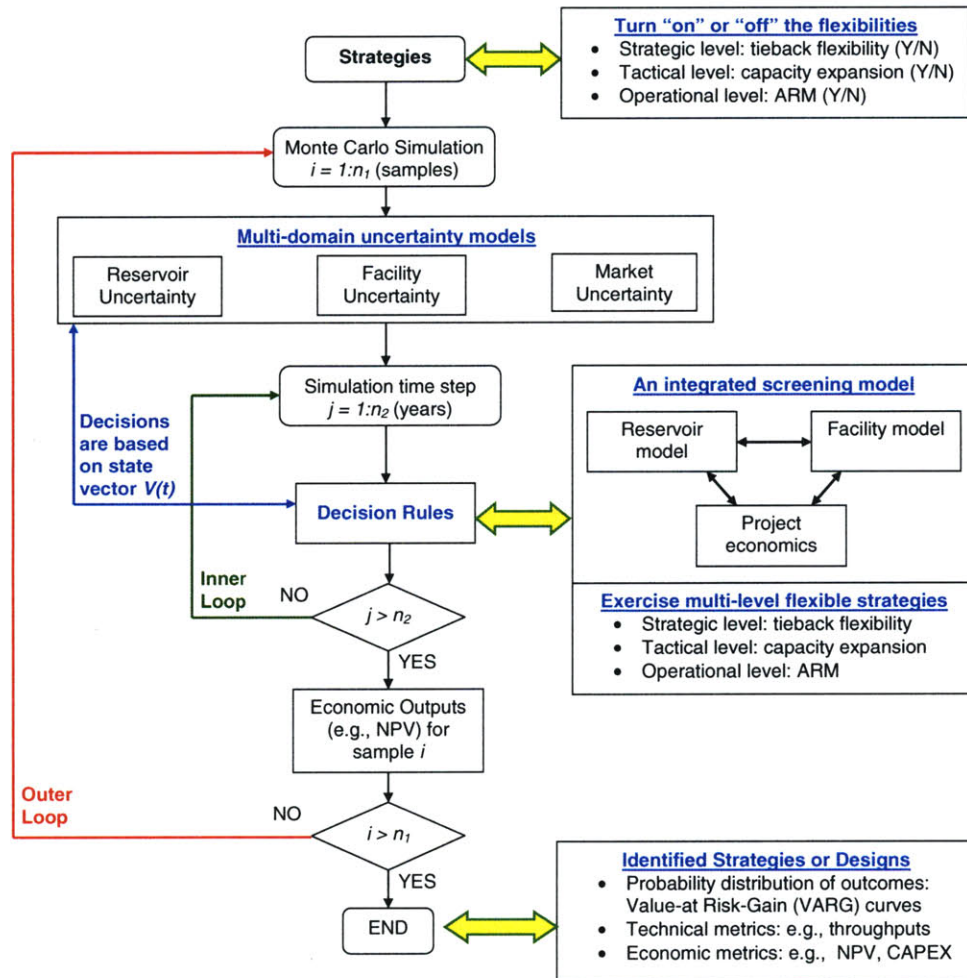 Strategies
Turn “on” or “off” the flexibilities
• Strategic level: tieback flexibility (Y/N)
• Tactical level: capacity expansion (Y/N)
• Operational level: ARM (Y/N)
Monte Carlo Simulation
i = 1:n₁ (samples)
Multi-domain uncertainty models
Reservoir
Uncertainty
Facility
Uncertainty
Market
Uncertainty
Simulation time step
j = 1:n₂ (years)
Decisions
are based
on state
vector V(t)
Decision Rules
An integrated screening model
Reservoir
model
Facility model
Project
economics
Exercise multi-level flexible strategies
• Strategic level: tieback flexibility
• Tactical level: capacity expansion
• Operational level: ARM
Inner
Loop
NO
j > n₂
YES
Economic Outputs
(e.g., NPV) for
sample i
Outer
Loop
NO
i > n₁
YES
END
Identified Strategies or Designs
• Probability distribution of outcomes:
Value-at Risk-Gain (VARG) curves
• Technical metrics: e.g., throughputs
• Economic metrics: e.g., NPV, CAPEX